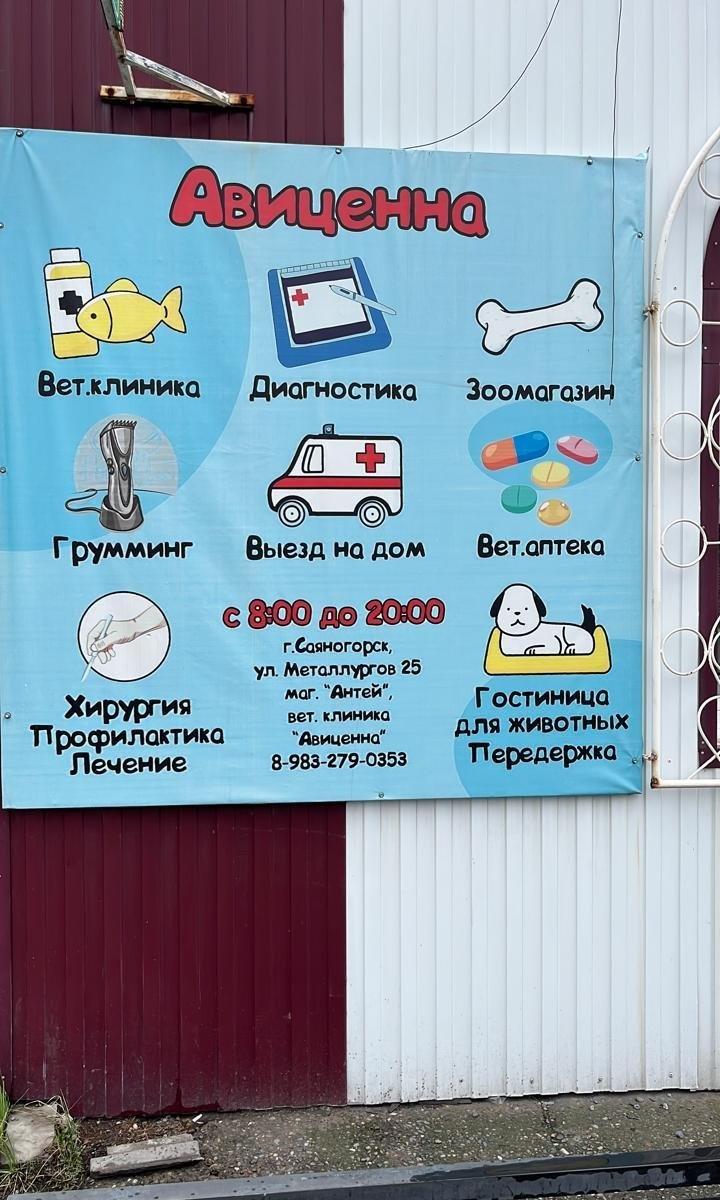 Авиценна
Вет.клиника
Диагностика
Зоомагазин
Грумминг
Выезд на дом
Вет.аптека
Хирургия
Профилактика
Лечение
с 8:00 до 20:00
г.Саяногорск,
ул. Металлургов 25
маг. "Антей",
вет. клиника
"Авиценна"
8-983-279-0353
Гостиница
для животных
Передержка